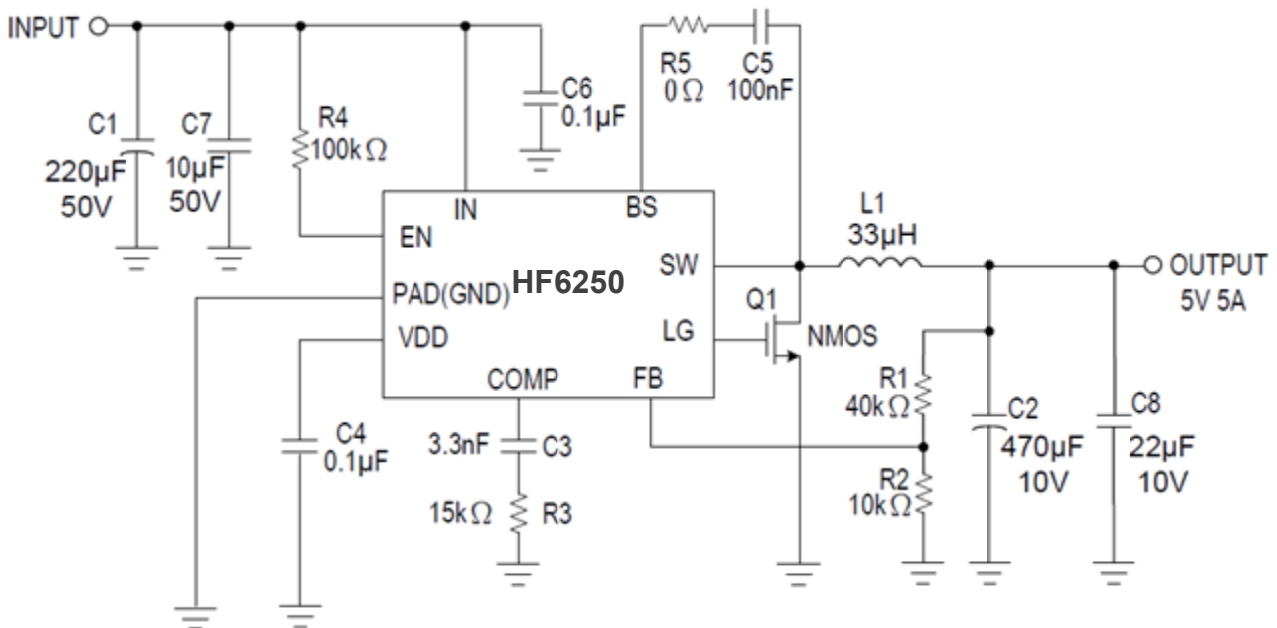 INPUT
C1
220µF
50V
C7
10µF
50V
R4
100kΩ
C6
0.1µF
R5
0Ω
C5
100nF
IN
BS
EN
PAD(GND)
HF6250
VDD
SW
LG
COMP
FB
L1
33µH
OUTPUT
5V 5A
Q1
NMOS
R1
40kΩ
C2
470µF
10V
C8
22µF
10V
R2
10kΩ
C4
0.1µF
3.3nF
C3
15kΩ
R3